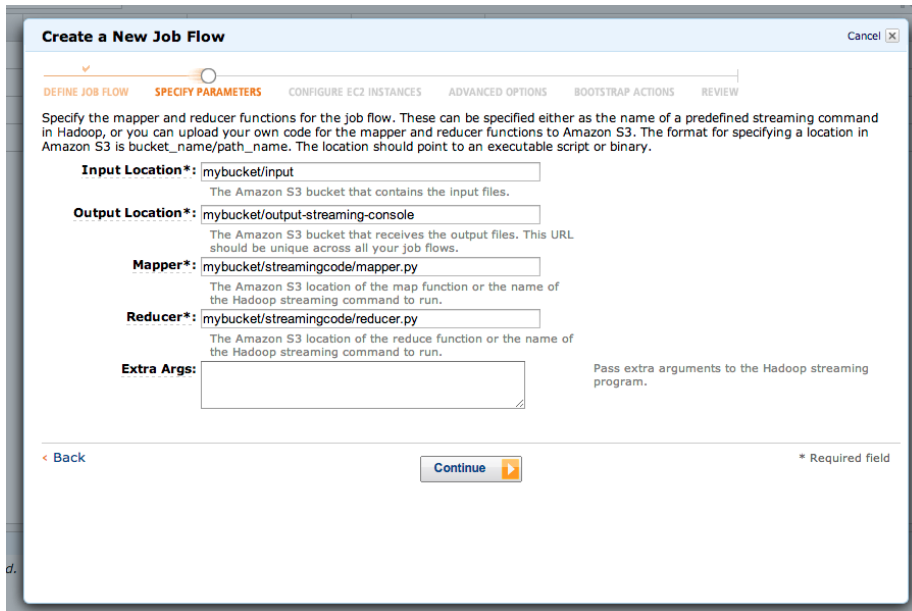 Create a New Job Flow
Cancel
DEFINE JOB FLOW SPECIFY PARAMETERS CONFIGURE EC2 INSTANCES ADVANCED OPTIONS BOOTSTRAP ACTIONS REVIEW
Specify the mapper and reducer functions for the job flow. These can be specified either as the name of a predefined streaming command
in Hadoop, or you can upload your own code for the mapper and reducer functions to Amazon S3. The format for specifying a location in
Amazon S3 is bucket_name/path_name. The location should point to an executable script or binary.
Input Location*: mybucket/input
The Amazon S3 bucket that contains the input files.
Output Location*: mybucket/output-streaming-console
The Amazon S3 bucket that receives the output files. This URL
should be unique across all your job flows.
Mapper*: mybucket/streamingcode/mapper.py
The Amazon S3 location of the map function or the name of
the Hadoop streaming command to run.
Reducer*: mybucket/streamingcode/reducer.py
The Amazon S3 location of the reduce function or the name of
the Hadoop streaming command to run.
Extra Args:
Pass extra arguments to the Hadoop streaming
program.
< Back
Continue
* Required field
d.